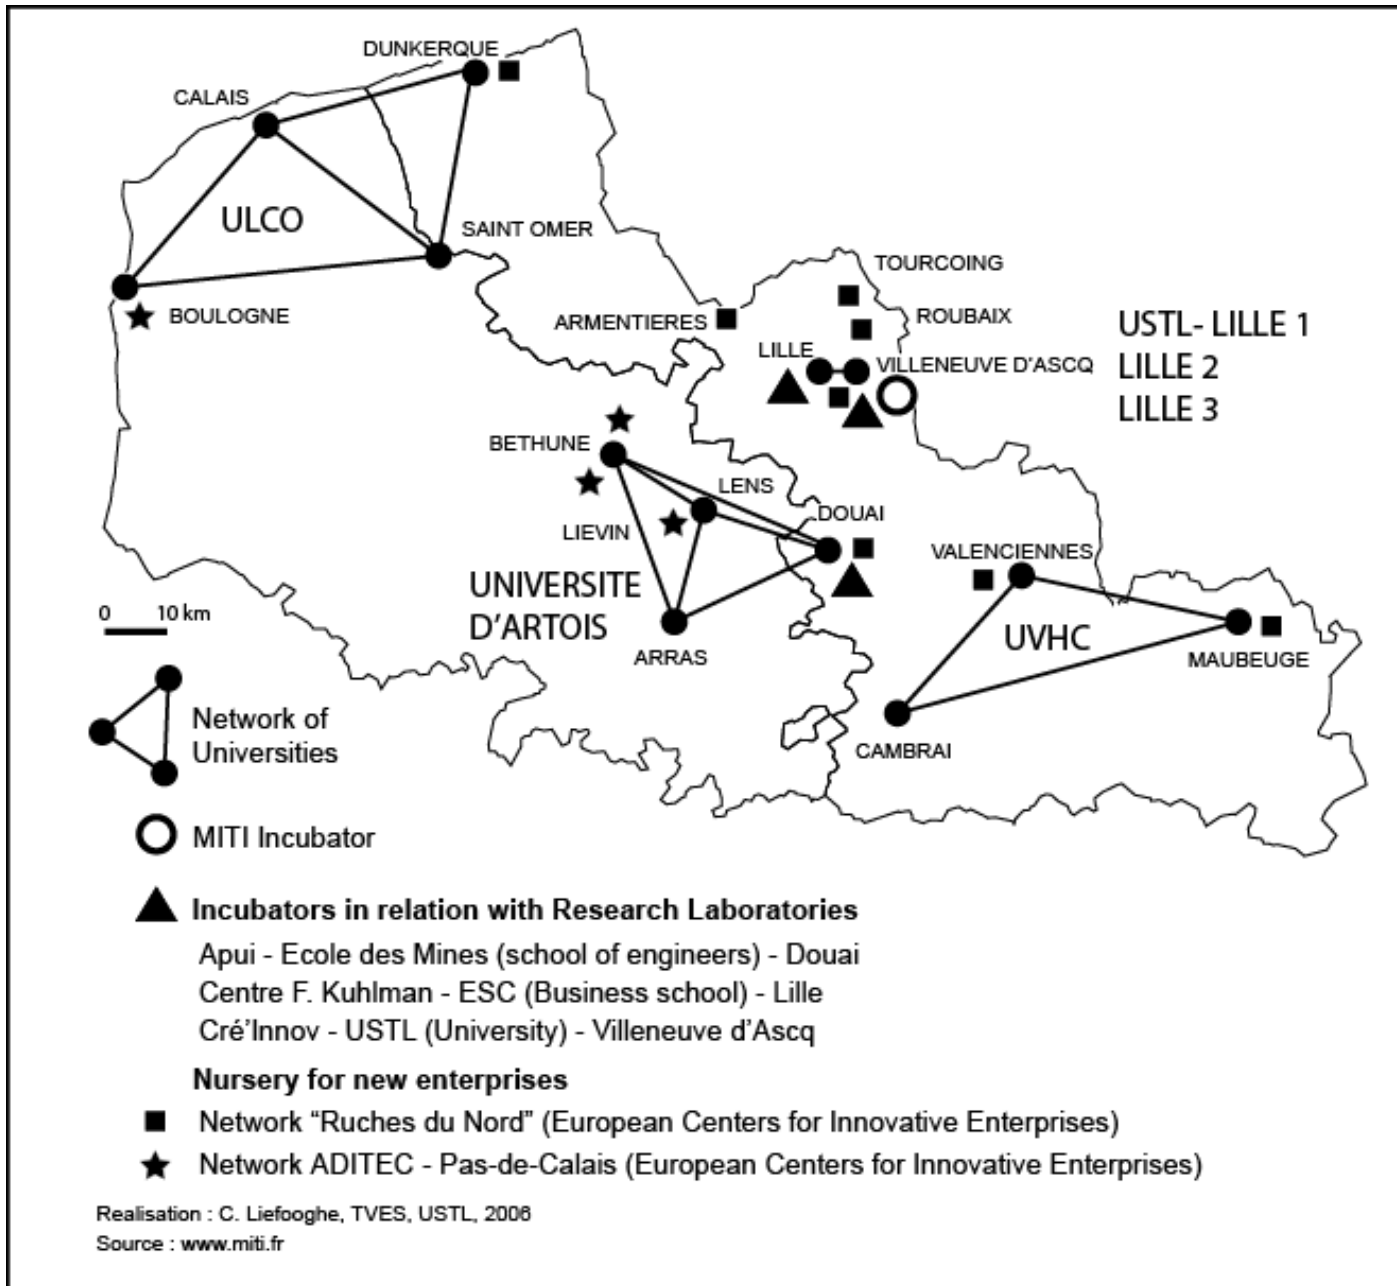 DUNKERQUE
CALAIS
ULCO
SAINT OMER
BOULOGNE
TOURCOING
ARMENTIERES
ROUBAIX
LILLE
VILLENEUVE D'ASCQ
USTL- LILLE 1
LILLE 2
LILLE 3
BETHUNE
LENS
LIEVIN
DOUAI
VALENCIENNES
UNIVERSITE
D'ARTOIS
ARRAS
UVHC
MAUBEUGE
CAMBRAI
0 10 km
Network of
Universities
MITI Incubator
Incubators in relation with Research Laboratories
Apui - Ecole des Mines (school of engineers) - Douai
Centre F. Kuhlman - ESC (Business school) - Lille
Cré'Innov - USTL (University) - Villeneuve d'Ascq
Nursery for new enterprises
Network “Ruches du Nord” (European Centers for Innovative Enterprises)
Network ADITEC - Pas-de-Calais (European Centers for Innovative Enterprises)
Realisation : C. Liefooghe, TVES, USTL, 2006
Source : www.miti.fr